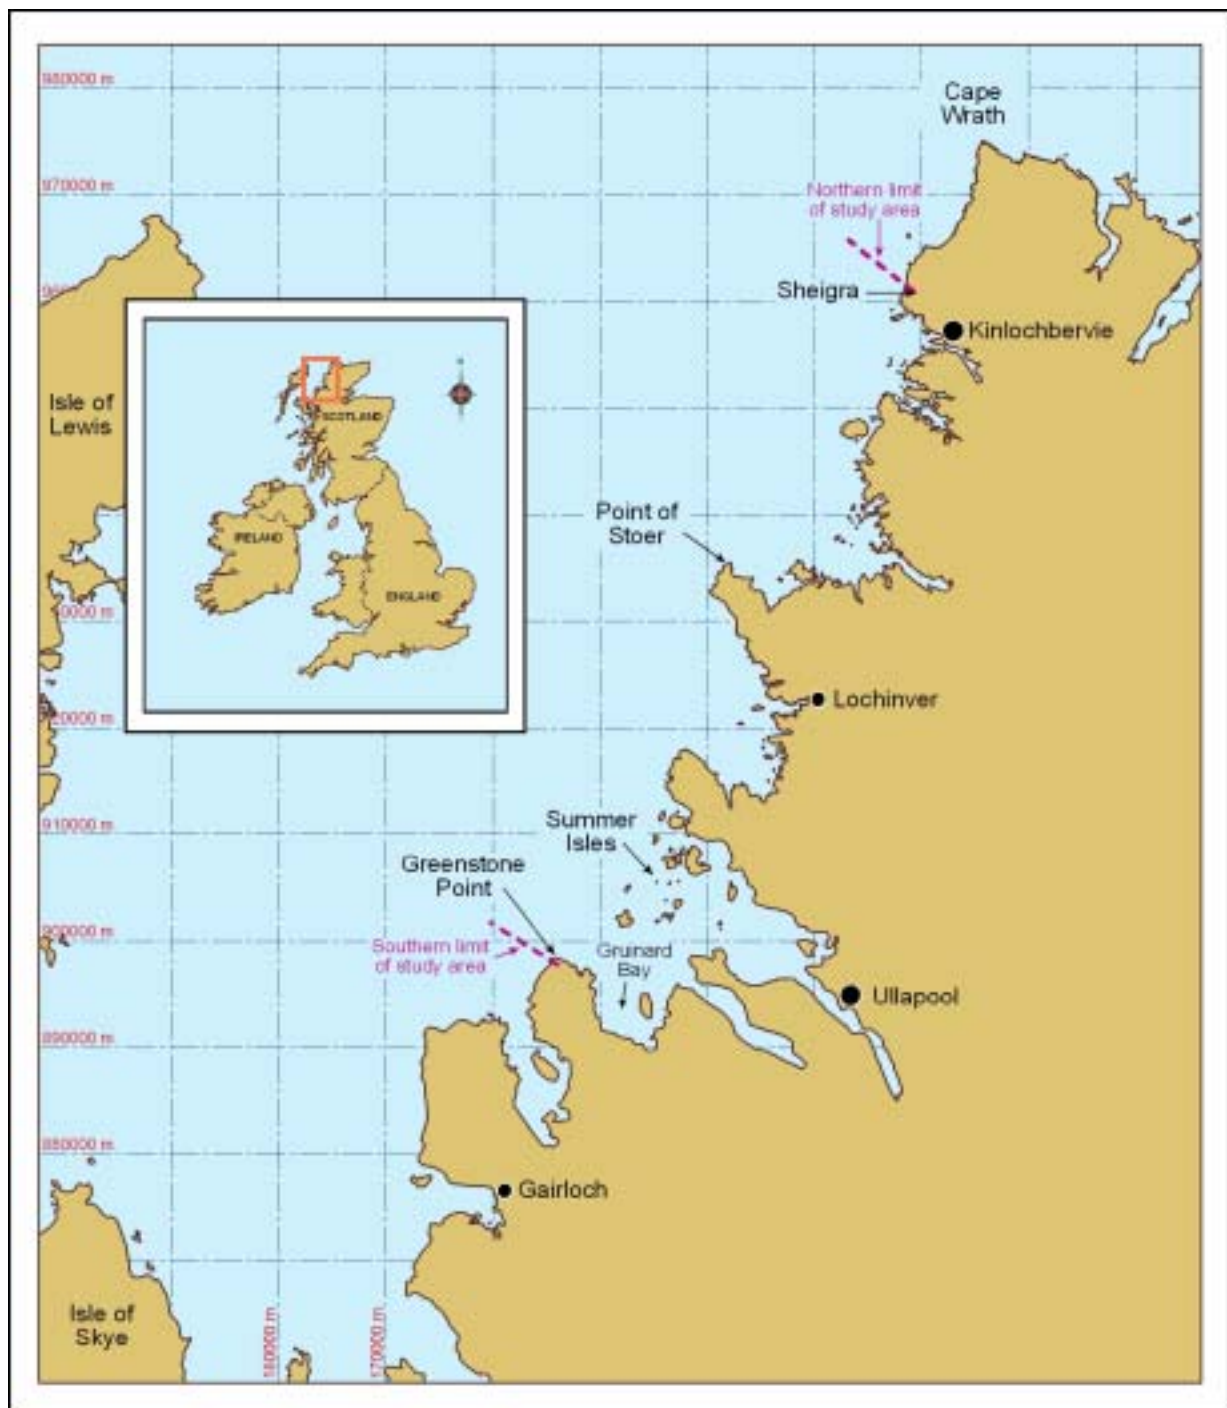 980000 m
Cape
Wrath
970000 m
Northern limit
of study area
Sheigra
Kinlochbervie
Isle of
Lewis
SCOTLAND
IRELAND
ENGLAND
Point of
Stoer
Lochinver
910000 m
Summer
Isles
Greenstone
Point
900000 m
Southern limit
of study area
Gruinard
Bay
Ullapool
890000 m
880000 m
Gairloch
Isle of
Skye
160000 m
170000 m